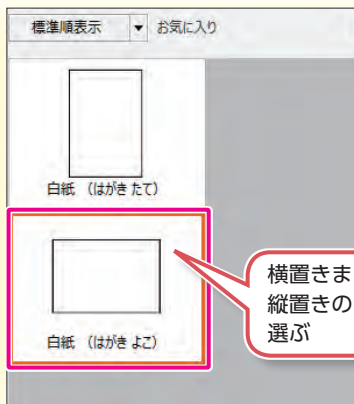 標準順表示 ▼ お気に入り
白紙 (はがき たて)
白紙 (はがき よこ)
横置きま
縦置きの
選ぶ